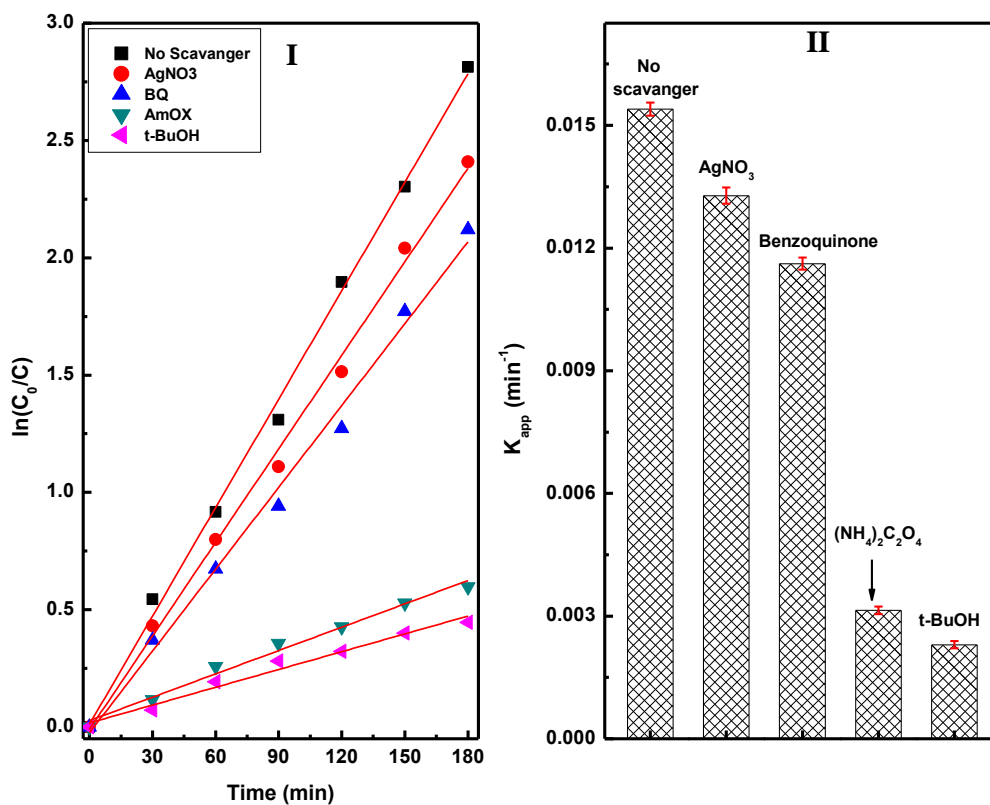 I
No Scavanger
AgNO3
BQ
AmOX
t-BuOH
3.0
2.5
2.0
1.5
1.0
0.5
0.0
ln(C₀/C)
0 30 60 90 120 150 180
Time (min)
II
No
scavanger
AgNO₃
Benzoquinone
(NH₄)₂C₂O₄
t-BuOH
0.015
0.012
0.009
0.006
0.003
0.000
K_app (min⁻¹)